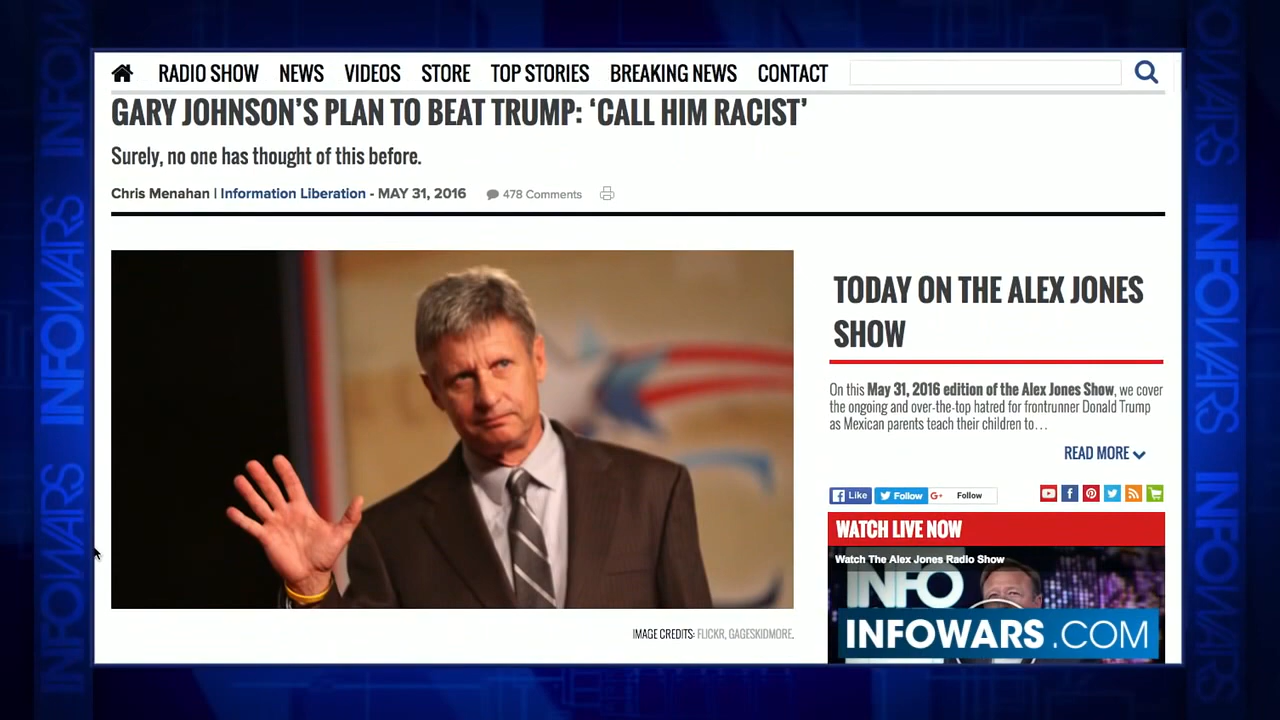 RADIO SHOW NEWS VIDEOS STORE TOP STORIES BREAKING NEWS CONTACT
GARY JOHNSON'S PLAN TO BEAT TRUMP: ‘CALL HIM RACIST’
Surely, no one has thought of this before.
Chris Menahan | Information Liberation - MAY 31, 2016 478 Comments
TODAY ON THE ALEX JONES
SHOW
On this May 31, 2016 edition of the Alex Jones Show, we cover
the ongoing and over-the-top hatred for frontrunner Donald Trump
as Mexican parents teach their children to…
READ MORE
Like Follow G+ Follow
WATCH LIVE NOW
Watch The Alex Jones Radio Show
INFO
INFOWARS.COM
IMAGE CREDITS: FLICKR, GAGESKIDMORE.
INFOWARS
INFOWARS
INFOWARS
INFOWARS